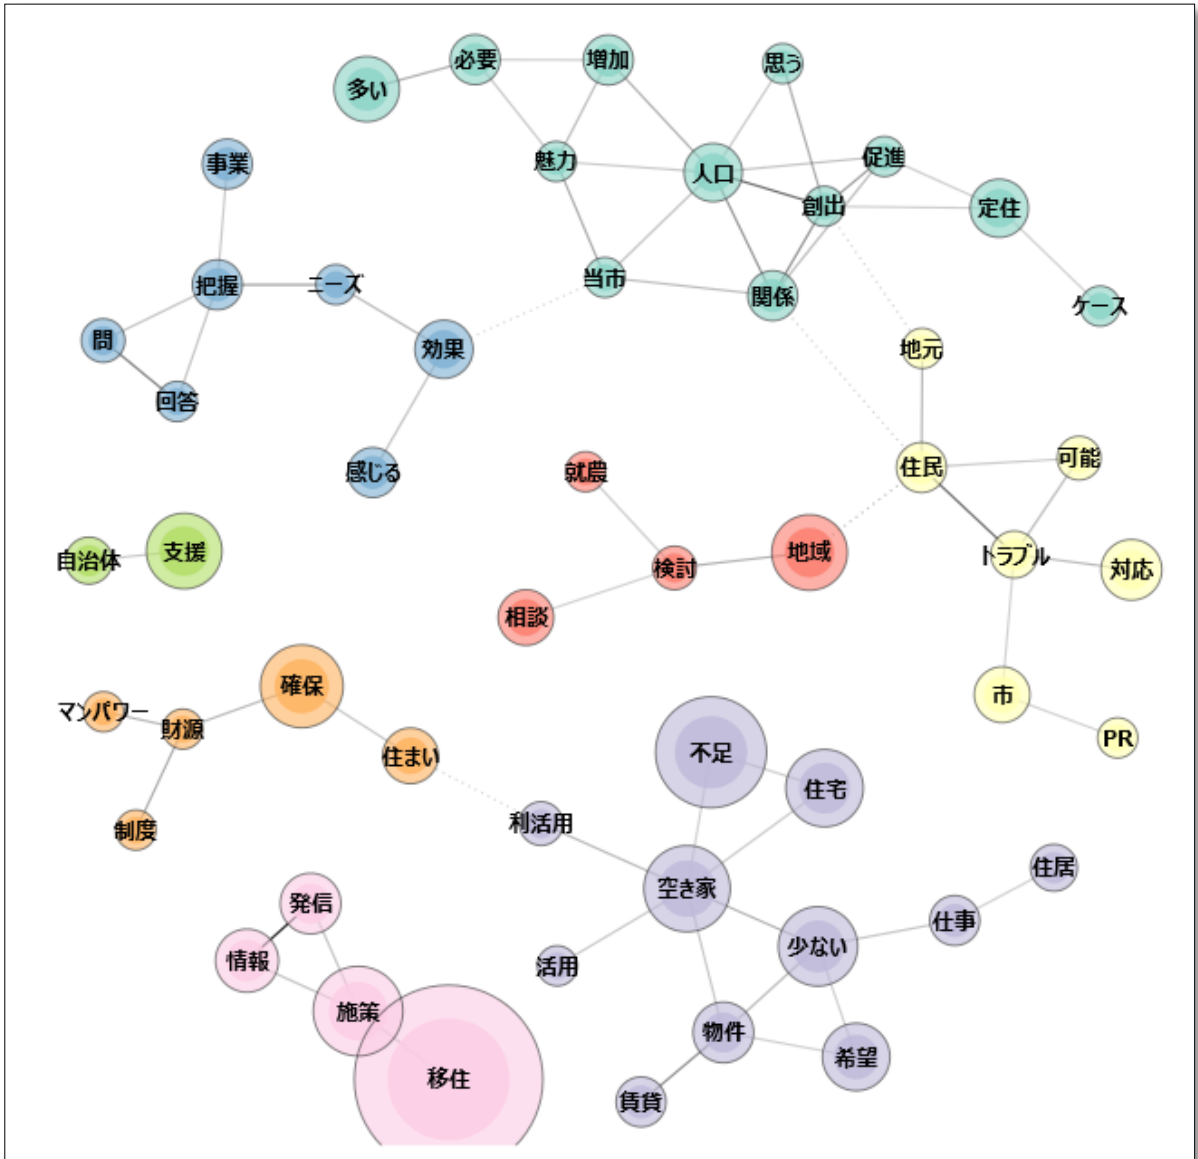 必要
増加
思う
多い
事業
魅力
人口
促進
創出
定住
把握
ニーズ
当市
関係
ケース
問
効果
地元
回答
感じる
就農
住民
可能
自治体
支援
検討
地域
トラブル
対応
相談
確保
マンパワー
財源
住まい
市
PR
制度
利活用
不足
住宅
発信
空き家
住居
情報
活用
少ない
仕事
施策
物件
希望
移住
賃貸